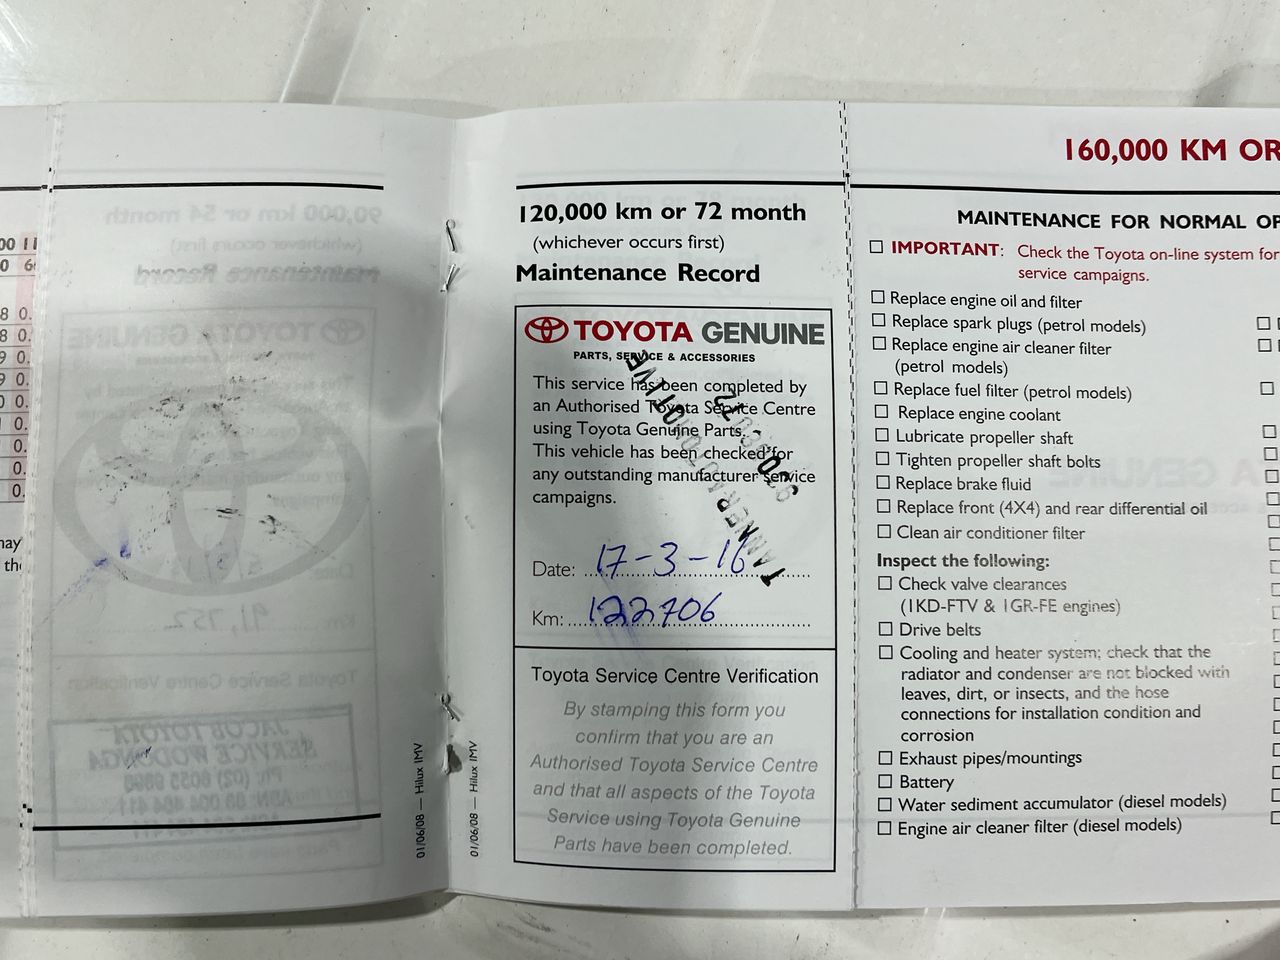 120,000 km or 72 month
(whichever occurs first)
Maintenance Record
TOYOTA GENUINE
PARTS, SERVICE & ACCESSORIES
This service has been completed by
an Authorised Toyota Service Centre
using Toyota Genuine Parts.
This vehicle has been checked for
any outstanding manufacturer service
campaigns.
Date: 17-3-16
Km: 122706
Toyota Service Centre Verification
By stamping this form you
confirm that you are an
Authorised Toyota Service Centre
and that all aspects of the Toyota
Service using Toyota Genuine
Parts have been completed.
01/06/08 — Hilux IMV
01/06/08 — Hilux IMV
TAWNER AUTOMOTIVE
160,000 KM OR
MAINTENANCE FOR NORMAL OP
IMPORTANT: Check the Toyota on-line system for
service campaigns.
Replace engine oil and filter
Replace spark plugs (petrol models)
Replace engine air cleaner filter
(petrol models)
Replace fuel filter (petrol models)
Replace engine coolant
Lubricate propeller shaft
Tighten propeller shaft bolts
Replace brake fluid
Replace front (4X4) and rear differential oil
Clean air conditioner filter
Inspect the following:
Check valve clearances
(1KD-FTV & 1GR-FE engines)
Drive belts
Cooling and heater system; check that the
radiator and condenser are not blocked with
leaves, dirt, or insects, and the hose
connections for installation condition and
corrosion
Exhaust pipes/mountings
Battery
Water sediment accumulator (diesel models)
Engine air cleaner filter (diesel models)